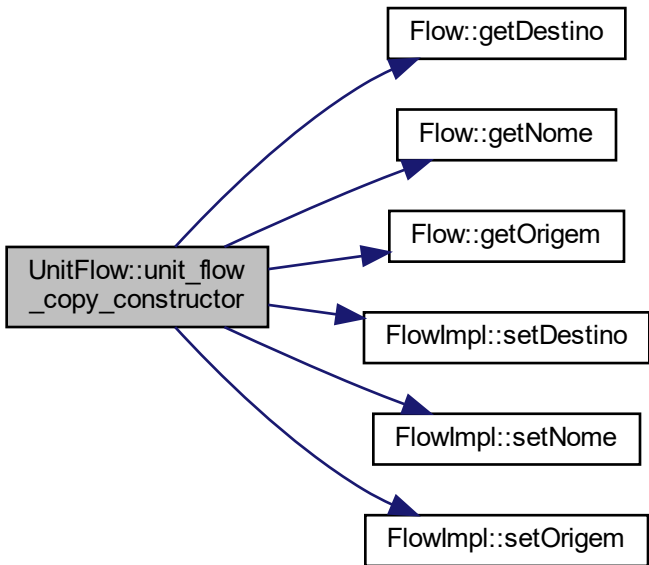 Flow::getDestino
Flow::getNome
Flow::getOrigem
UnitFlow::unit_flow
_copy_constructor
FlowImpl::setDestino
FlowImpl::setNome
FlowImpl::setOrigem